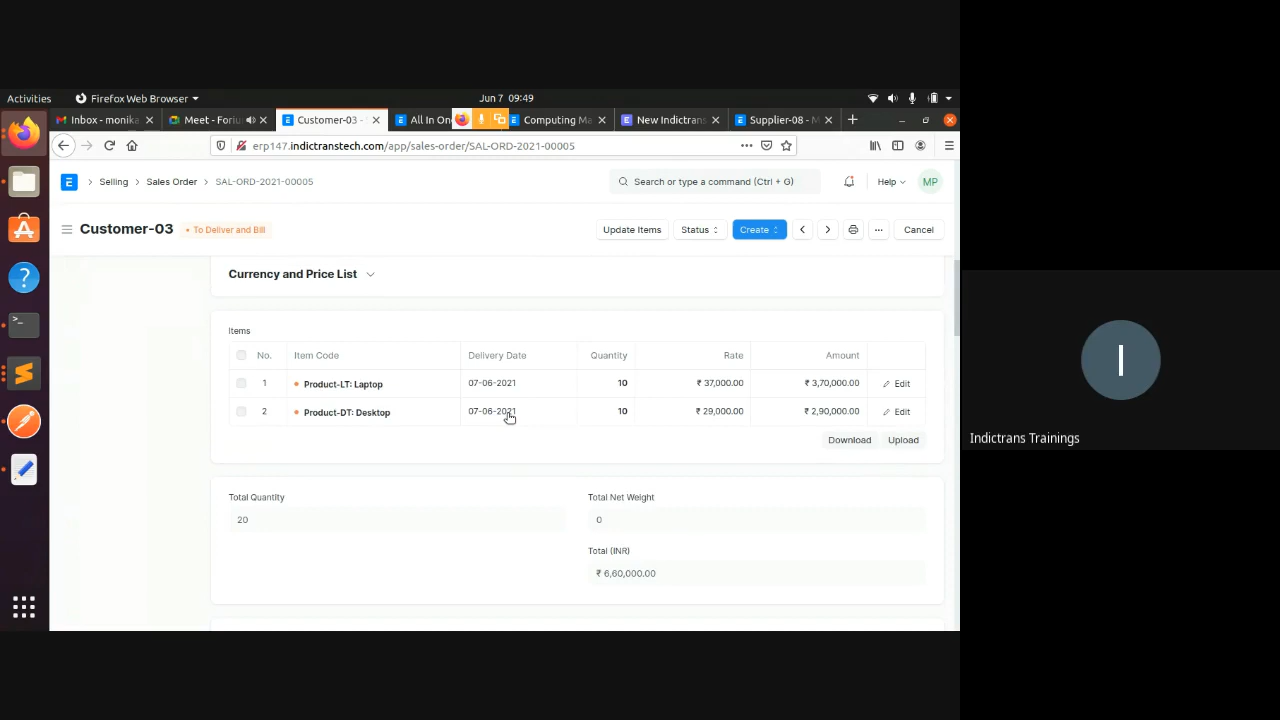 Activities
Firefox Web Browser
Jun 7 09:49
Inbox - monika
Meet - Foriu
Customer-03 -
All In On
Computing Ma
New Indictrans
Supplier-08 - M
erp147.indictranstech.com/app/sales-order/SAL-ORD-2021-00005
E
Selling
Sales Order
SAL-ORD-2021-00005
Search or type a command (Ctrl + G)
Help
MP
Customer-03
To Deliver and Bill
Update Items
Status
Create
Cancel
Currency and Price List
Items
No. Item Code Delivery Date Quantity Rate Amount
1 Product-LT: Laptop 07-06-2021 10 ₹ 37,000.00 ₹ 3,70,000.00 Edit
2 Product-DT: Desktop 07-06-2021 10 ₹ 29,000.00 ₹ 2,90,000.00 Edit
Download Upload
Total Quantity
20
Total Net Weight
0
Total (INR)
₹ 6,60,000.00
I
Indictrans Trainings